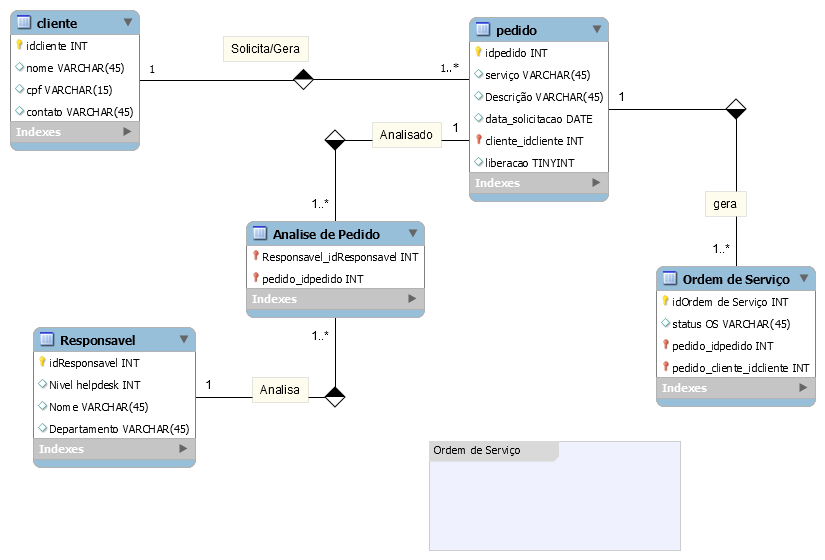 cliente
idcliente INT
nome VARCHAR(45)
cpf VARCHAR(15)
contato VARCHAR(45)
Indexes
Solicita/Gera
1
1..*
pedido
idpedido INT
serviço VARCHAR(45)
Descrição VARCHAR(45)
data_solicitacao DATE
cliente_idcliente INT
liberacao TINYINT
Indexes
1
Analisado
1
1..*
gera
1..*
Analise de Pedido
Responsavel_idResponsavel INT
pedido_idpedido INT
Indexes
1..*
Ordem de Serviço
idOrdem de Serviço INT
status OS VARCHAR(45)
pedido_idpedido INT
pedido_cliente_idcliente INT
Indexes
Responsavel
idResponsavel INT
Nivel helpdesk INT
Nome VARCHAR(45)
Departamento VARCHAR(45)
Indexes
1
Analisa
Ordem de Serviço